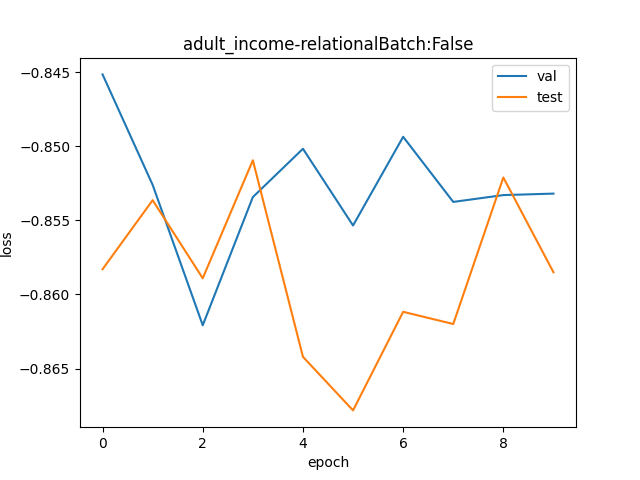 adult_income-relationalBatch:False
val
test
loss
−0.845
−0.850
−0.855
−0.860
−0.865
0 2 4 6 8
epoch